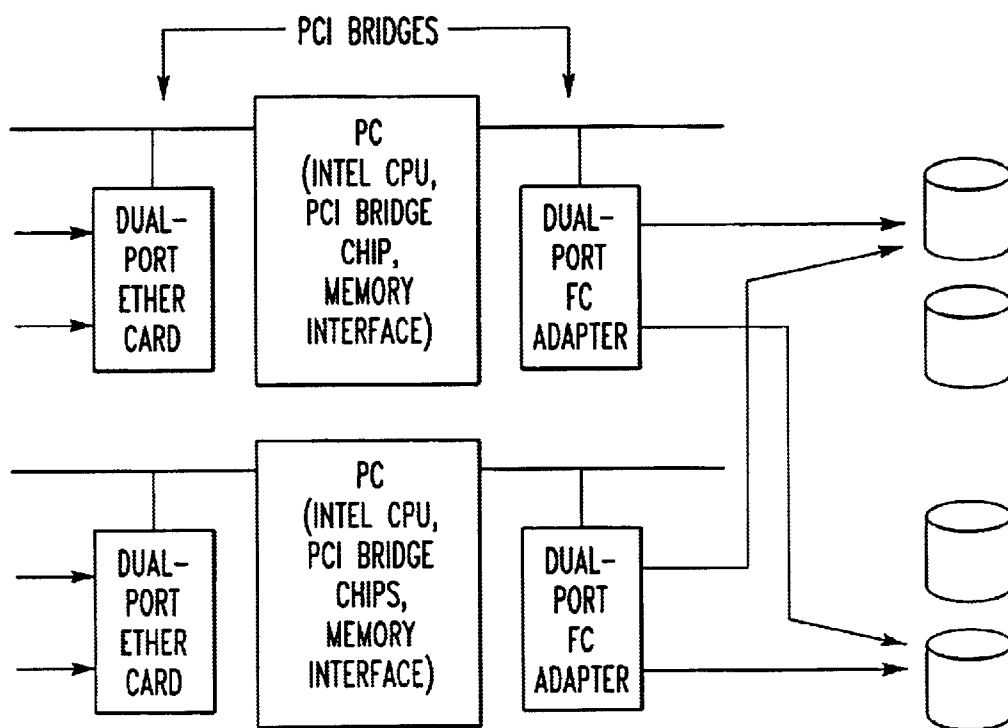 PCI BRIDGES
PC
(INTEL CPU,
PCI BRIDGE
CHIP,
MEMORY
INTERFACE)
DUAL-
PORT
ETHER
CARD
DUAL-
PORT
FC
ADAPTER
PC
(INTEL CPU,
PCI BRIDGE
CHIPS,
MEMORY
INTERFACE)
DUAL-
PORT
ETHER
CARD
DUAL-
PORT
FC
ADAPTER